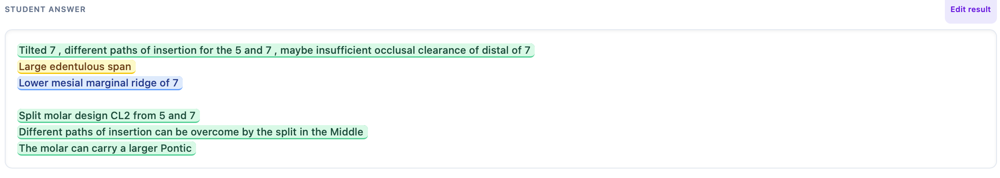 STUDENT ANSWER
Edit result
Tilted 7 , different paths of insertion for the 5 and 7 , maybe insufficient occlusal clearance of distal of 7
Large edentulous span
Lower mesial marginal ridge of 7
Split molar design CL2 from 5 and 7
Different paths of insertion can be overcome by the split in the Middle
The molar can carry a larger Pontic